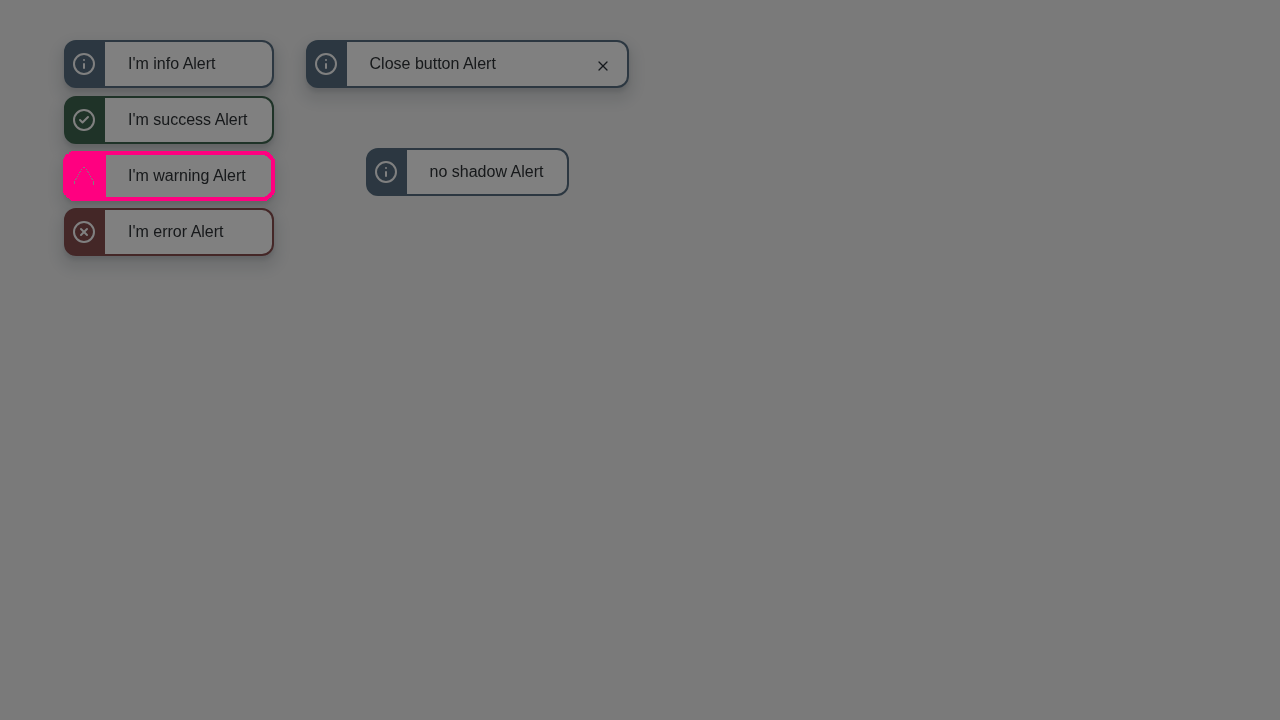 I'm info Alert
Close button Alert
I'm success Alert
I'm warning Alert
no shadow Alert
I'm error Alert